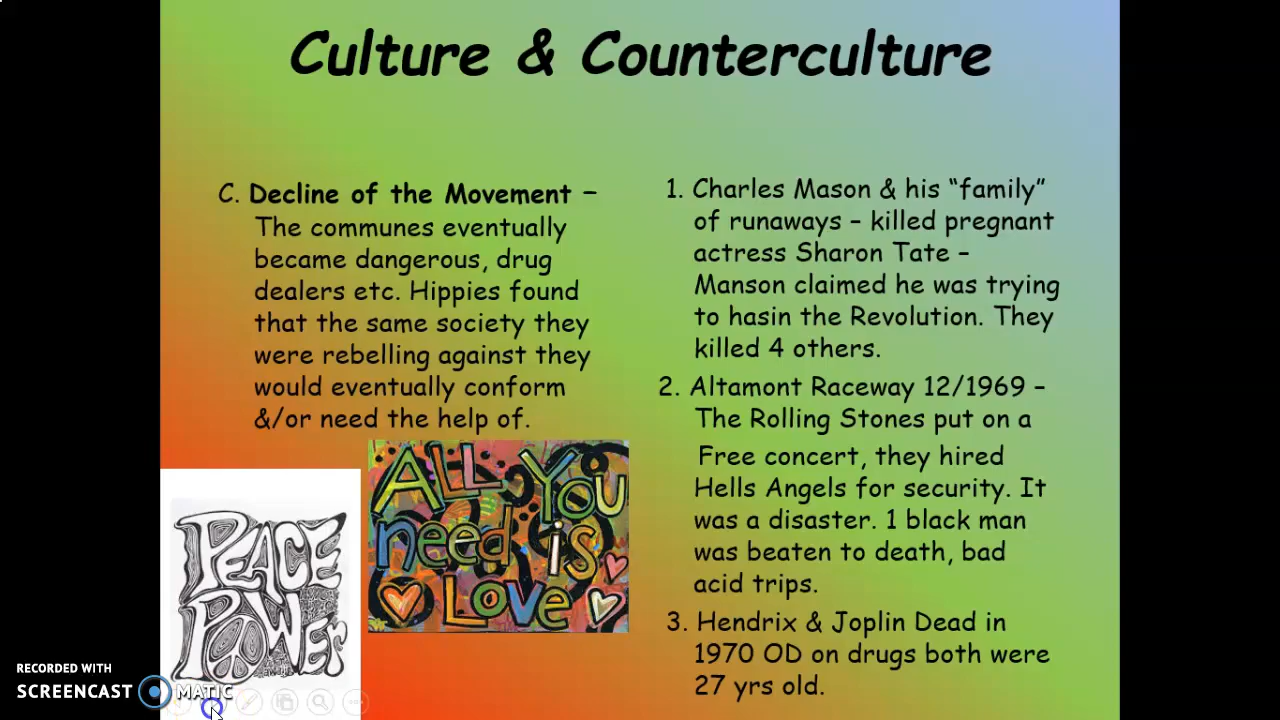 Culture & Counterculture
C. Decline of the Movement –
The communes eventually
became dangerous, drug
dealers etc. Hippies found
that the same society they
were rebelling against they
would eventually conform
&/or need the help of.
1. Charles Mason & his “family”
of runaways – killed pregnant
actress Sharon Tate –
Manson claimed he was trying
to hasin the Revolution. They
killed 4 others.
2. Altamont Raceway 12/1969 –
The Rolling Stones put on a
Free concert, they hired
Hells Angels for security. It
was a disaster. 1 black man
was beaten to death, bad
acid trips.
3. Hendrix & Joplin Dead in
1970 OD on drugs both were
27 yrs old.
ALL YOU
need is
LOVE
PEACE
POWER
RECORDED WITH
SCREENCAST MATIC